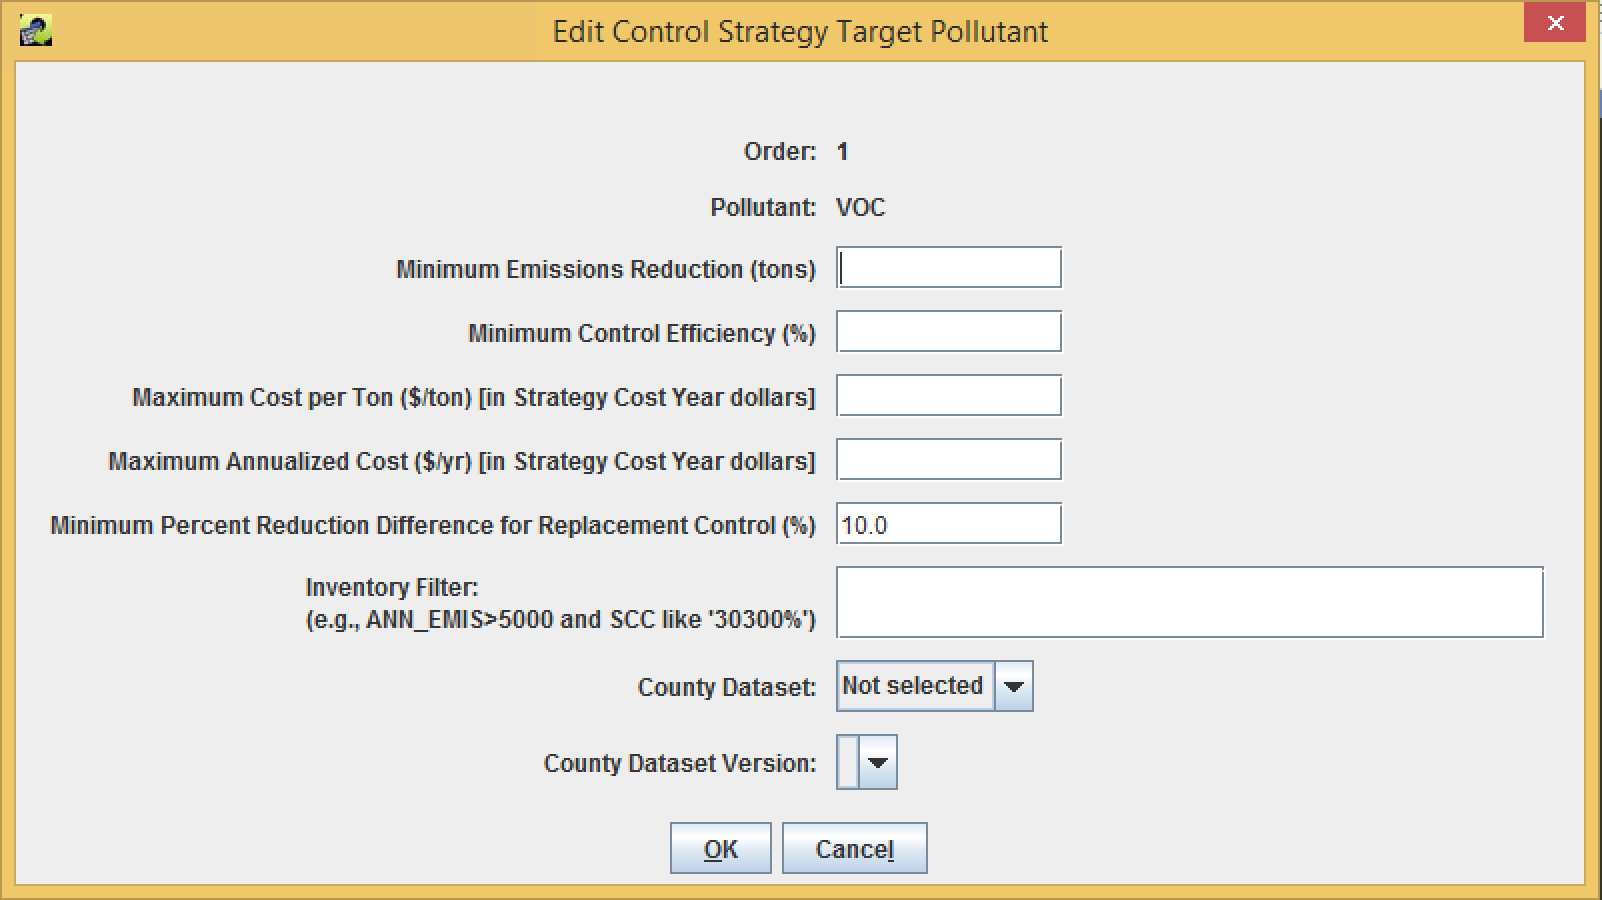 Edit Control Strategy Target Pollutant
Order: 1
Pollutant: VOC
Minimum Emissions Reduction (tons)
Minimum Control Efficiency (%)
Maximum Cost per Ton ($/ton) [in Strategy Cost Year dollars]
Maximum Annualized Cost ($/yr) [in Strategy Cost Year dollars]
Minimum Percent Reduction Difference for Replacement Control (%) 10.0
Inventory Filter:
(e.g., ANN_EMIS>5000 and SCC like '30300%')
County Dataset: Not selected
County Dataset Version:
OK Cancel